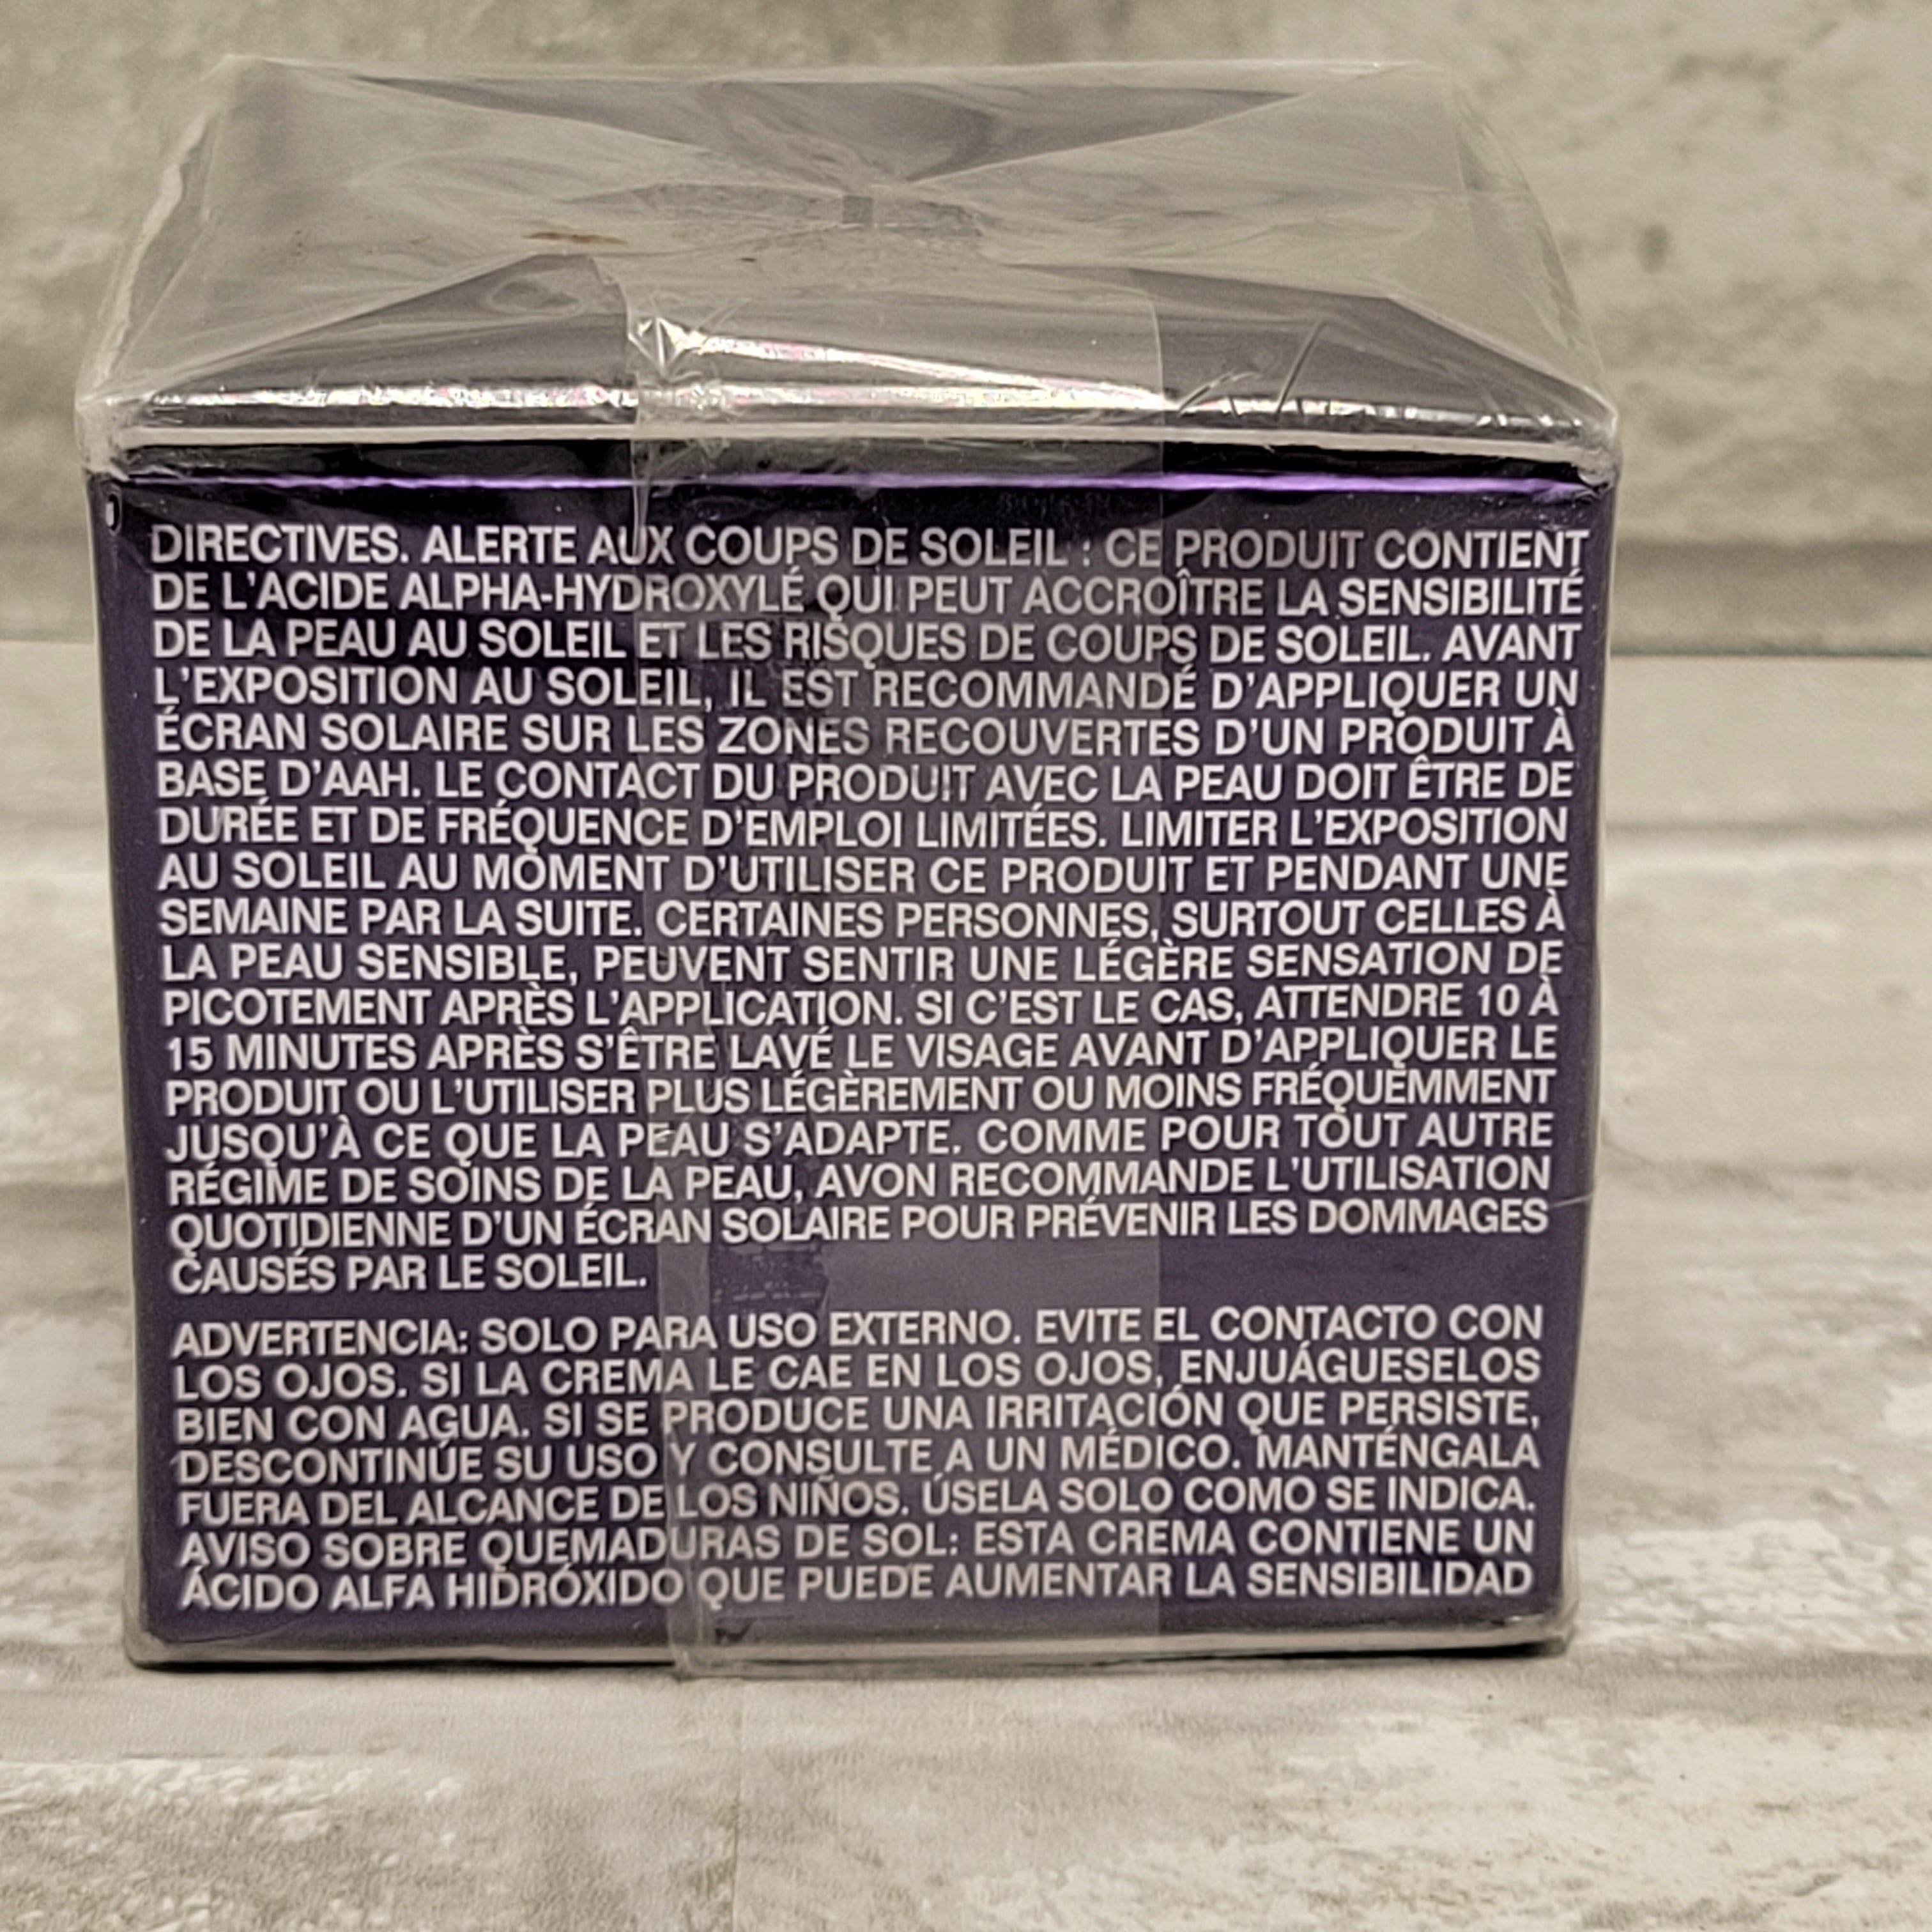 DIRECTIVES. ALERTE AUX COUPS DE SOLEIL : CE PRODUIT CONTIENT
DE L'ACIDE ALPHA-HYDROXYLÉ QUI PEUT ACCROÎTRE LA SENSIBILITÉ
DE LA PEAU AU SOLEIL ET LES RISQUES DE COUPS DE SOLEIL. AVANT
L'EXPOSITION AU SOLEIL, IL EST RECOMMANDÉ D'APPLIQUER UN
ÉCRAN SOLAIRE SUR LES ZONES RECOUVERTES D'UN PRODUIT À
BASE D'AAH. LE CONTACT DU PRODUIT AVEC LA PEAU DOIT ÊTRE DE
DURÉE ET DE FRÉQUENCE D'EMPLOI LIMITÉES. LIMITER L'EXPOSITION
AU SOLEIL AU MOMENT D'UTILISER CE PRODUIT ET PENDANT UNE
SEMAINE PAR LA SUITE. CERTAINES PERSONNES, SURTOUT CELLES À
LA PEAU SENSIBLE, PEUVENT SENTIR UNE LÉGÈRE SENSATION DE
PICOTEMENT APRÈS L'APPLICATION. SI C'EST LE CAS, ATTENDRE 10 À
15 MINUTES APRÈS S'ÊTRE LAVÉ LE VISAGE AVANT D'APPLIQUER LE
PRODUIT OU L'UTILISER PLUS LÉGÈREMENT OU MOINS FRÉQUEMMENT
JUSQU'À CE QUE LA PEAU S'ADAPTE. COMME POUR TOUT AUTRE
RÉGIME DE SOINS DE LA PEAU, AVON RECOMMANDE L'UTILISATION
QUOTIDIENNE D'UN ÉCRAN SOLAIRE POUR PRÉVENIR LES DOMMAGES
CAUSÉS PAR LE SOLEIL.
ADVERTENCIA: SOLO PARA USO EXTERNO. EVITE EL CONTACTO CON
LOS OJOS. SI LA CREMA LE CAE EN LOS OJOS, ENJUÁGUESELOS
BIEN CON AGUA. SI SE PRODUCE UNA IRRITACIÓN QUE PERSISTE,
DESCONTINÚE SU USO Y CONSULTE A UN MÉDICO. MANTÉNGALA
FUERA DEL ALCANCE DE LOS NIÑOS. ÚSELA SOLO COMO SE INDICA.
AVISO SOBRE QUEMADURAS DE SOL: ESTA CREMA CONTIENE UN
ÁCIDO ALFA HIDRÓXIDO QUE PUEDE AUMENTAR LA SENSIBILIDAD